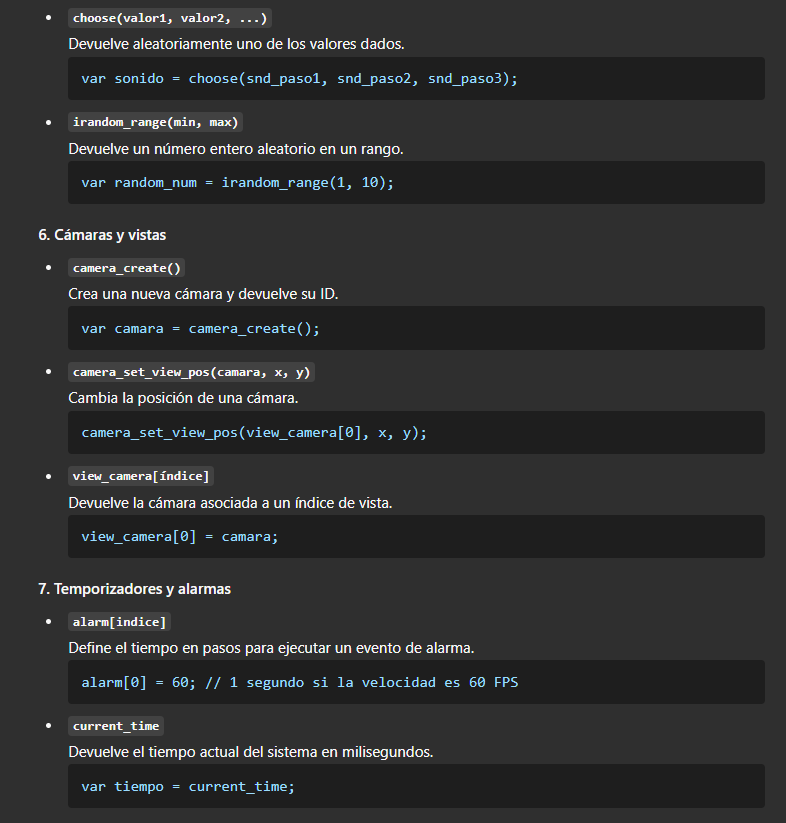 choose(valor1, valor2, ...)
Devuelve aleatoriamente uno de los valores dados.
var sonido = choose(snd_paso1, snd_paso2, snd_paso3);
irandom_range(min, max)
Devuelve un número entero aleatorio en un rango.
var random_num = irandom_range(1, 10);
6. Cámaras y vistas
camera_create()
Crea una nueva cámara y devuelve su ID.
var camara = camera_create();
camera_set_view_pos(camara, x, y)
Cambia la posición de una cámara.
camera_set_view_pos(view_camera[0], x, y);
view_camera[índice]
Devuelve la cámara asociada a un índice de vista.
view_camera[0] = camara;
7. Temporizadores y alarmas
alarm[indice]
Define el tiempo en pasos para ejecutar un evento de alarma.
alarm[0] = 60; // 1 segundo si la velocidad es 60 FPS
current_time
Devuelve el tiempo actual del sistema en milisegundos.
var tiempo = current_time;